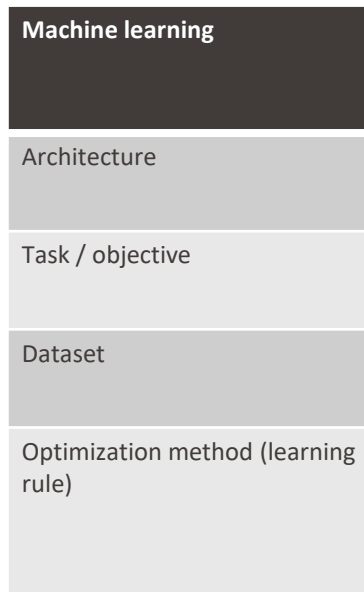 Machine learning
Architecture
Task / objective
Dataset
Optimization method (learning
rule)